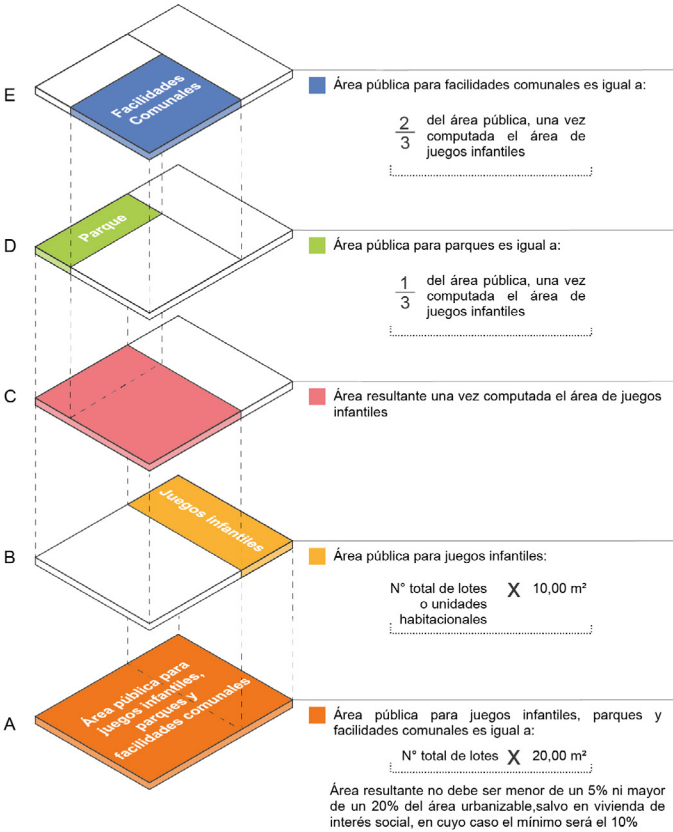 E
Facilidades
Comunales
Área pública para facilidades comunales es igual a:
2
3
del área pública, una vez
computada el área de
juegos infantiles
D
Parque
Área pública para parques es igual a:
1
3
del área pública, una vez
computada el área de
juegos infantiles
C
Área resultante una vez computada el área de juegos
infantiles
B
Juegos infantiles
Área pública para juegos infantiles:
N° total de lotes X 10,00 m²
o unidades
habitacionales
A
Área pública para
juegos infantiles,
parques y
facilidades comunales
Área pública para juegos infantiles, parques y
facilidades comunales es igual a:
N° total de lotes X 20,00 m²
Área resultante no debe ser menor de un 5% ni mayor
de un 20% del área urbanizable,salvo en vivienda de
interés social, en cuyo caso el mínimo será el 10%